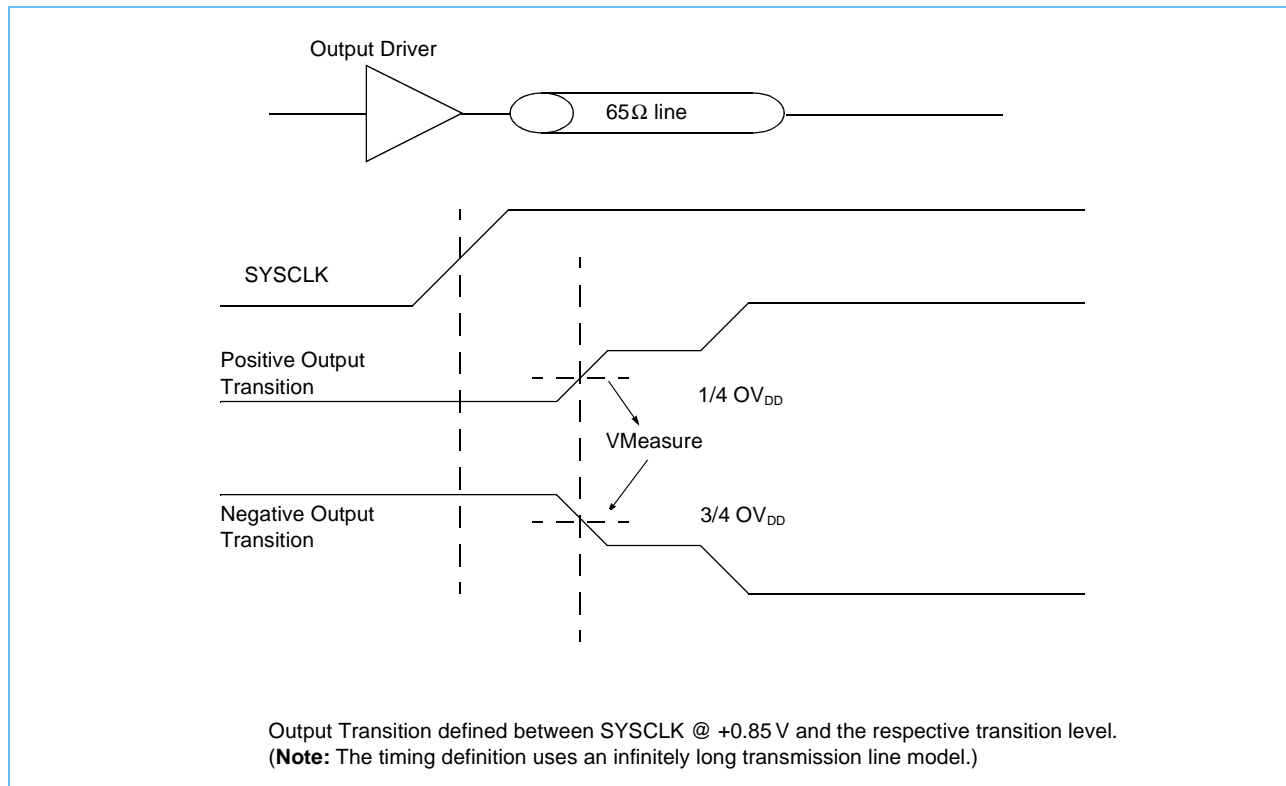 Output Driver
65Ω line
SYSCLK
Positive Output
Transition
1/4 OVDD
VMeasure
Negative Output
Transition
3/4 OVDD
Output Transition defined between SYSCLK @ +0.85 V and the respective transition level.
(Note: The timing definition uses an infinitely long transmission line model.)